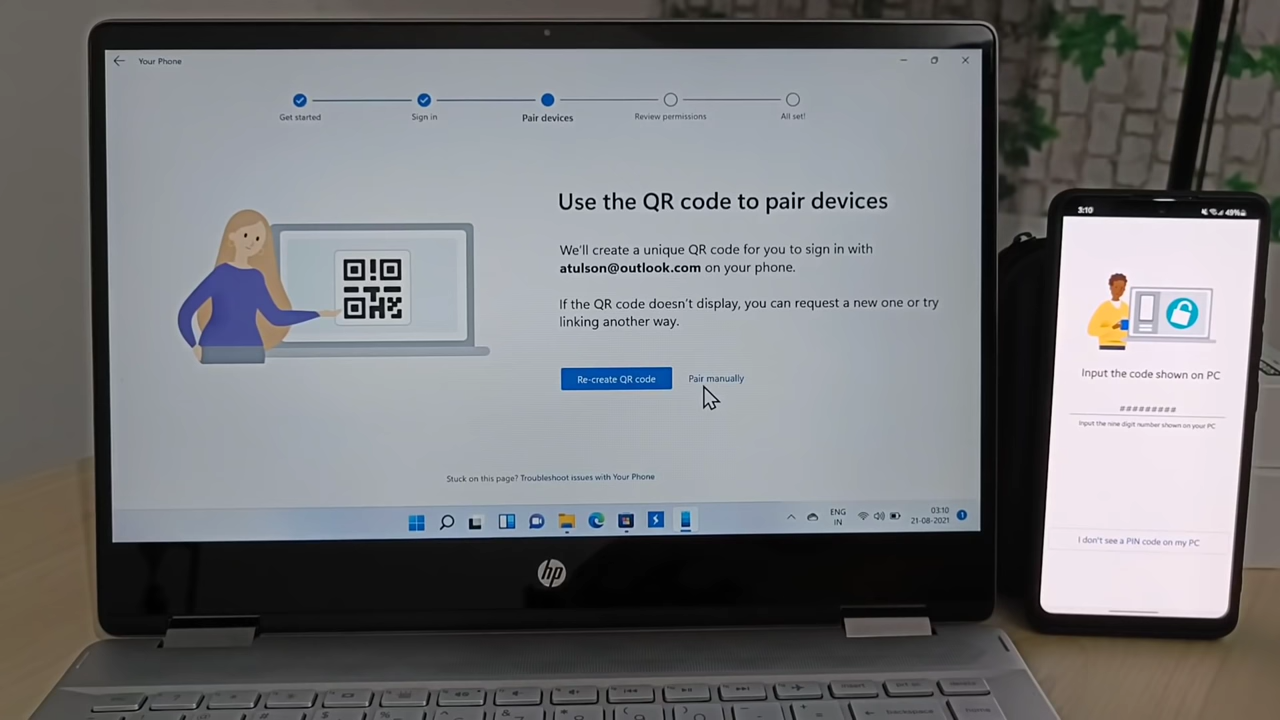 Your Phone
Get started
Sign in
Pair devices
Review permissions
All set!
Use the QR code to pair devices
We'll create a unique QR code for you to sign in with
atulson@outlook.com on your phone.
If the QR code doesn't display, you can request a new one or try
linking another way.
Re-create QR code
Pair manually
Stuck on this page? Troubleshoot issues with Your Phone
ENG
IN
03:10
21-08-2021
1
hp
3:10
49%
Input the code shown on PC
#########
Input the nine digit number shown on your PC
I don't see a PIN code on my PC